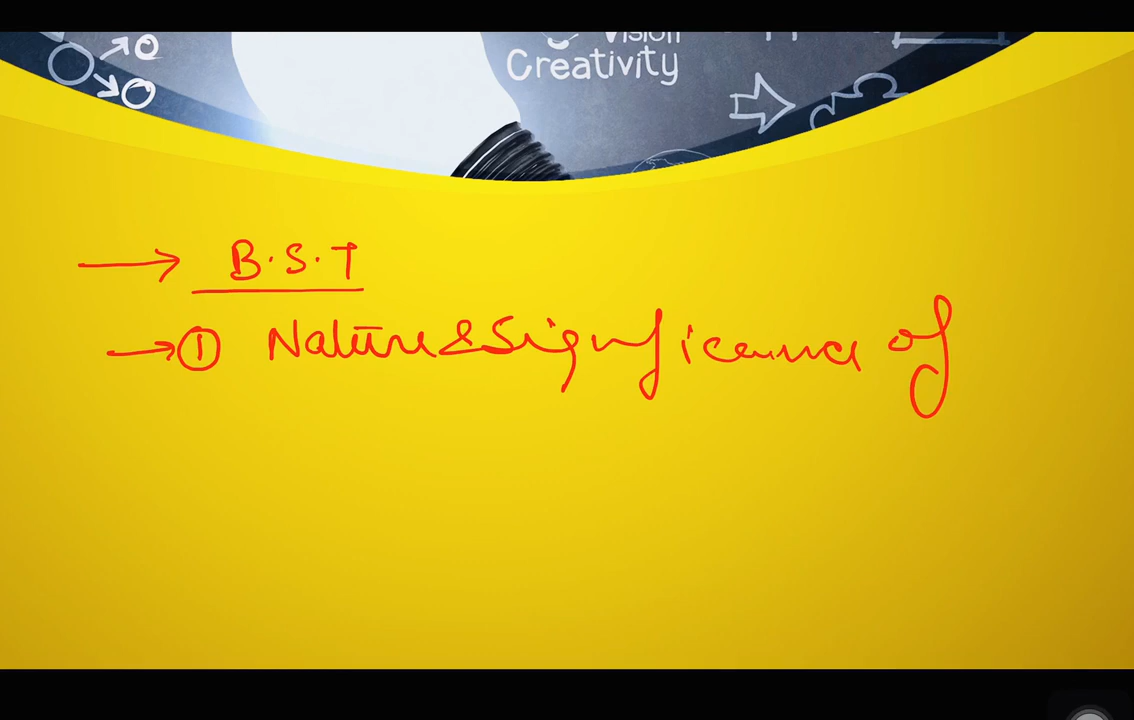 Vision
Creativity
→ B.S.T
→ ① Nature & Significance of